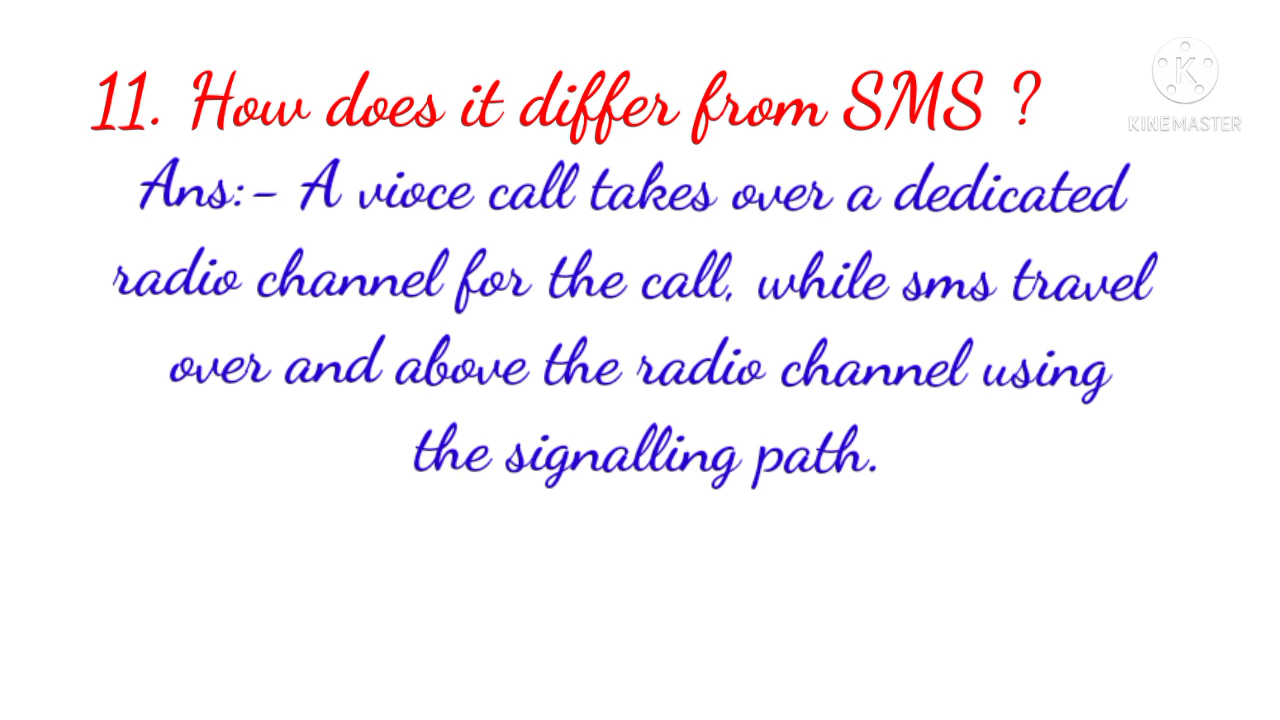 11. How does it differ from SMS ?
KINEMASTER
Ans:- A vioce call takes over a dedicated
radio channel for the call, while sms travel
over and above the radio channel using
the signalling path.